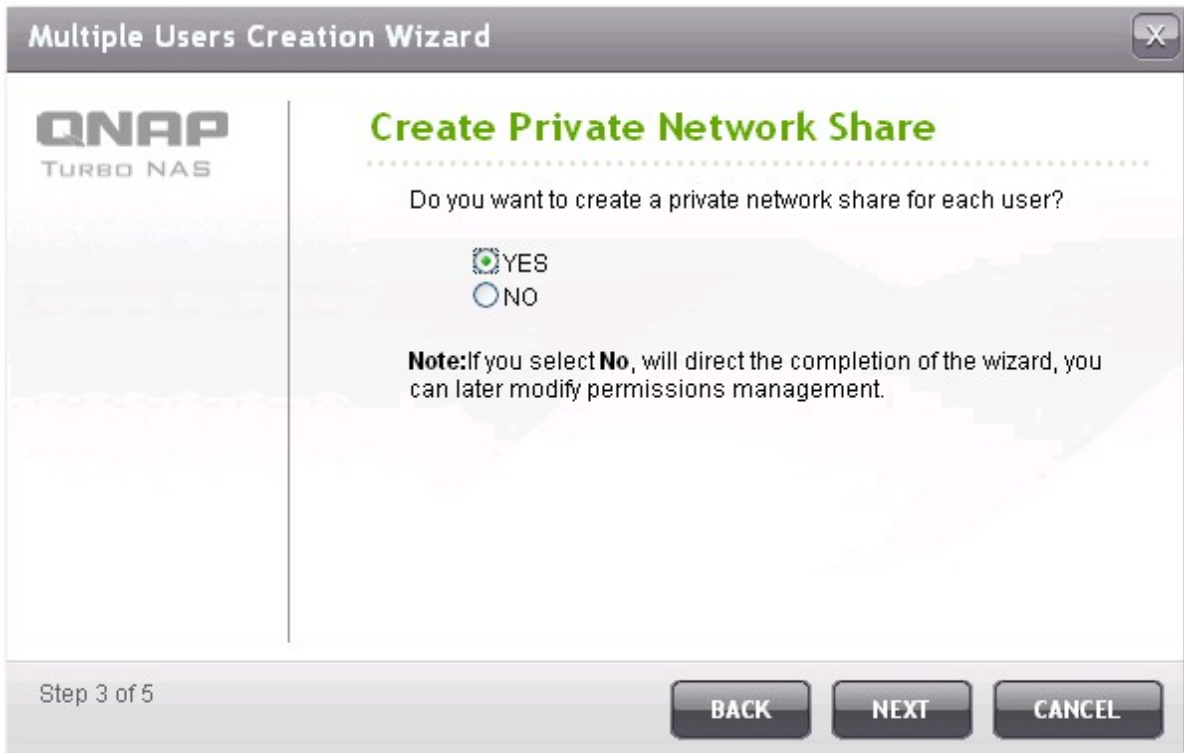 Multiple Users Creation Wizard
X
QNAP
TURBO NAS
Create Private Network Share
Do you want to create a private network share for each user?
YES
NO
Note:If you select No, will direct the completion of the wizard, you
can later modify permissions management.
Step 3 of 5
BACK
NEXT
CANCEL